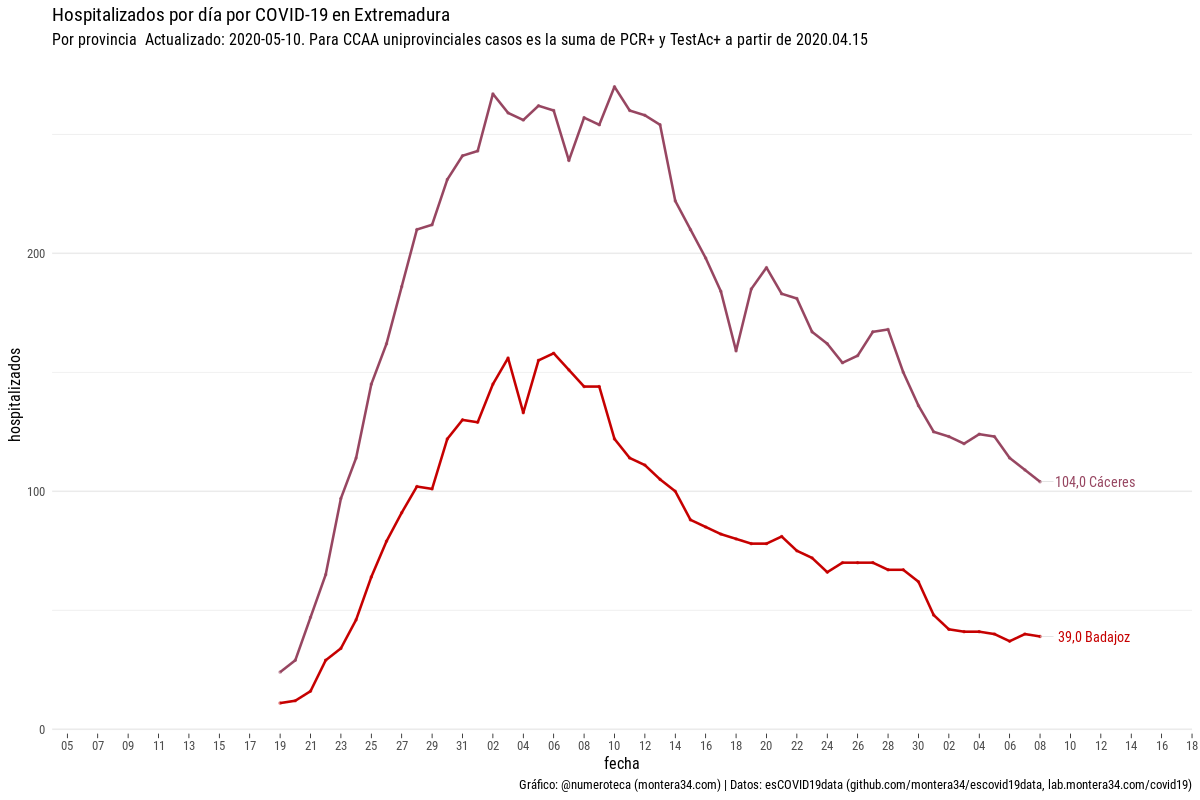 Hospitalizados por día por COVID-19 en Extremadura
Por provincia  Actualizado: 2020-05-10. Para CCAA uniprovinciales casos es la suma de PCR+ y TestAc+ a partir de 2020.04.15
hospitalizados
200
100
0
104,0 Cáceres
39,0 Badajoz
05 07 09 11 13 15 17 19 21 23 25 27 29 31 02 04 06 08 10 12 14 16 18 20 22 24 26 28 30 02 04 06 08 10 12 14 16 18
fecha
Gráfico: @numeroteca (montera34.com) | Datos: esCOVID19data (github.com/montera34/escovid19data, lab.montera34.com/covid19)